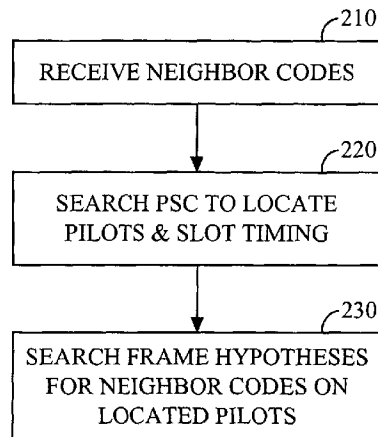 210
RECEIVE NEIGHBOR CODES
220
SEARCH PSC TO LOCATE
PILOTS & SLOT TIMING
230
SEARCH FRAME HYPOTHESES
FOR NEIGHBOR CODES ON
LOCATED PILOTS